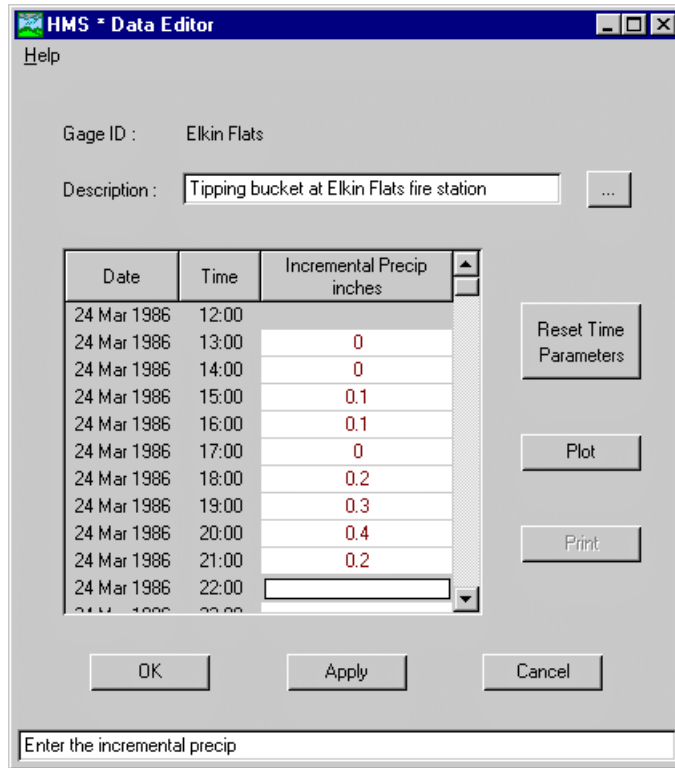 HMS * Data Editor
Help
Gage ID : Elkin Flats
Description : Tipping bucket at Elkin Flats fire station ...
Date Time Incremental Precip
inches
24 Mar 1986 12:00
24 Mar 1986 13:00 0
24 Mar 1986 14:00 0
24 Mar 1986 15:00 0.1
24 Mar 1986 16:00 0.1
24 Mar 1986 17:00 0
24 Mar 1986 18:00 0.2
24 Mar 1986 19:00 0.3
24 Mar 1986 20:00 0.4
24 Mar 1986 21:00 0.2
24 Mar 1986 22:00
Reset Time
Parameters
Plot
Print
OK Apply Cancel
Enter the incremental precip